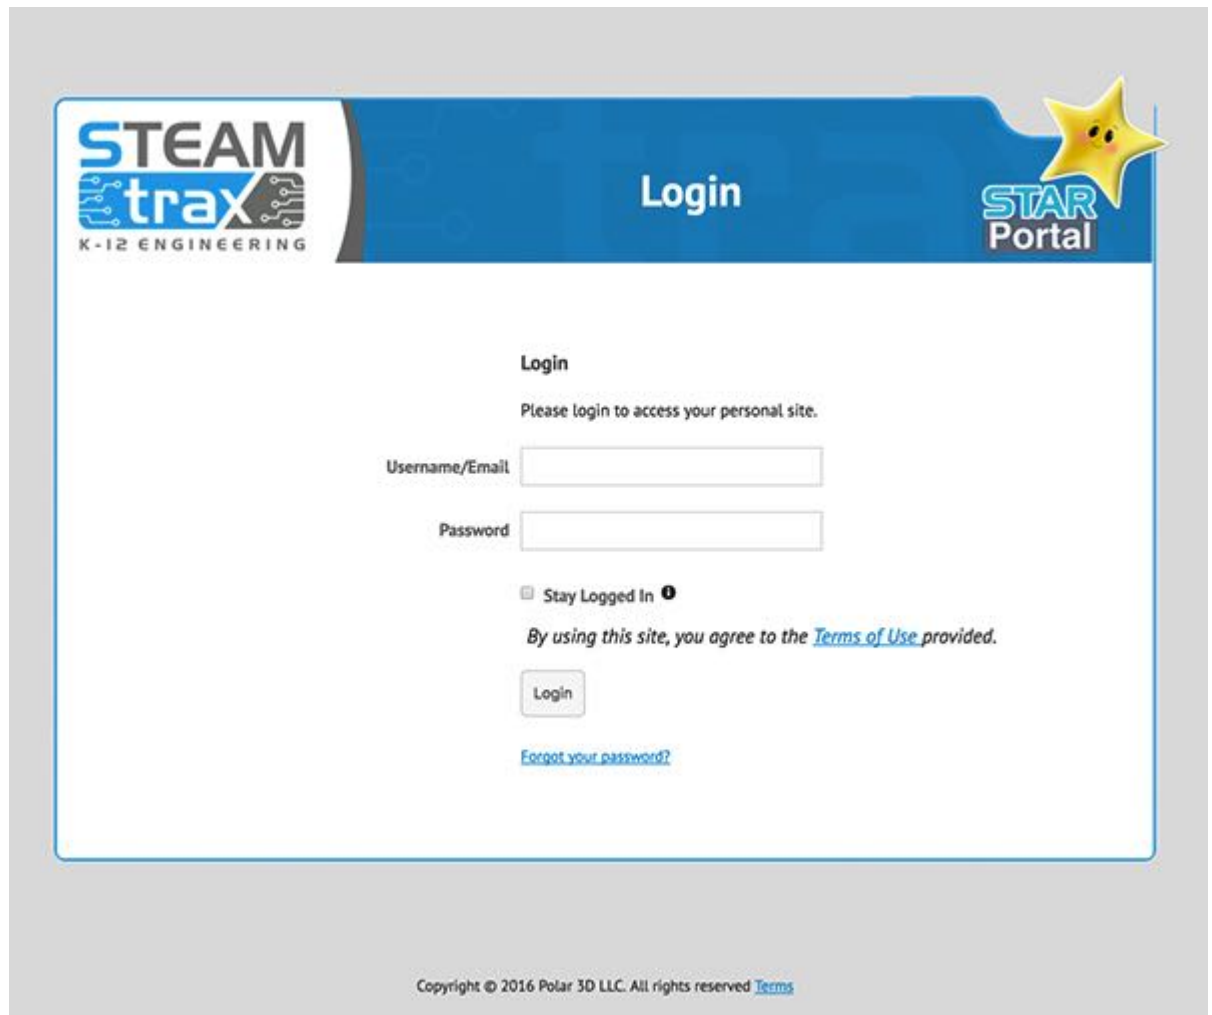 STEAM
trax
K-12 ENGINEERING
Login
STAR
Portal
Login
Please login to access your personal site.
Username/Email
Password
Stay Logged In
By using this site, you agree to the Terms of Use provided.
Login
Forgot your password?
Copyright © 2016 Polar 3D LLC. All rights reserved Terms